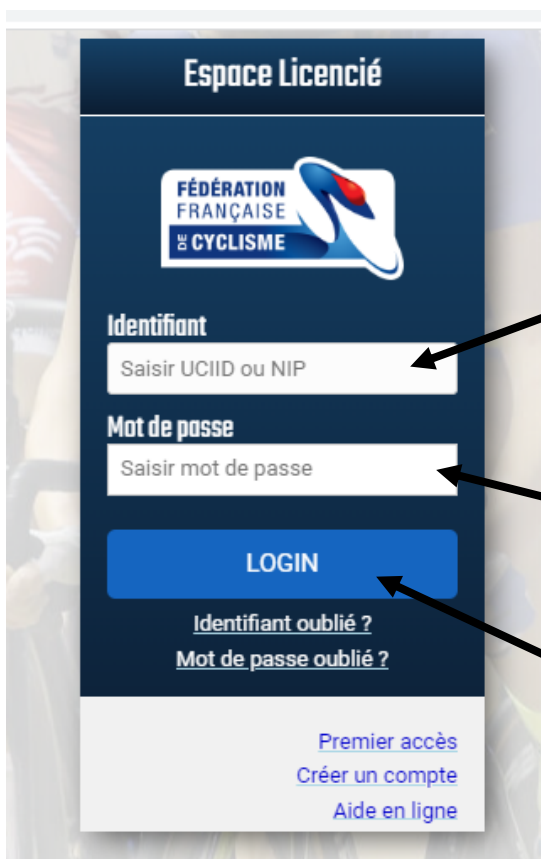 Espace Licencié
FÉDÉRATION
FRANÇAISE
DE CYCLISME
Identifiant
Saisir UCIID ou NIP
Mot de passe
Saisir mot de passe
LOGIN
Identifiant oublié ?
Mot de passe oublié ?
Premier accès
Créer un compte
Aide en ligne